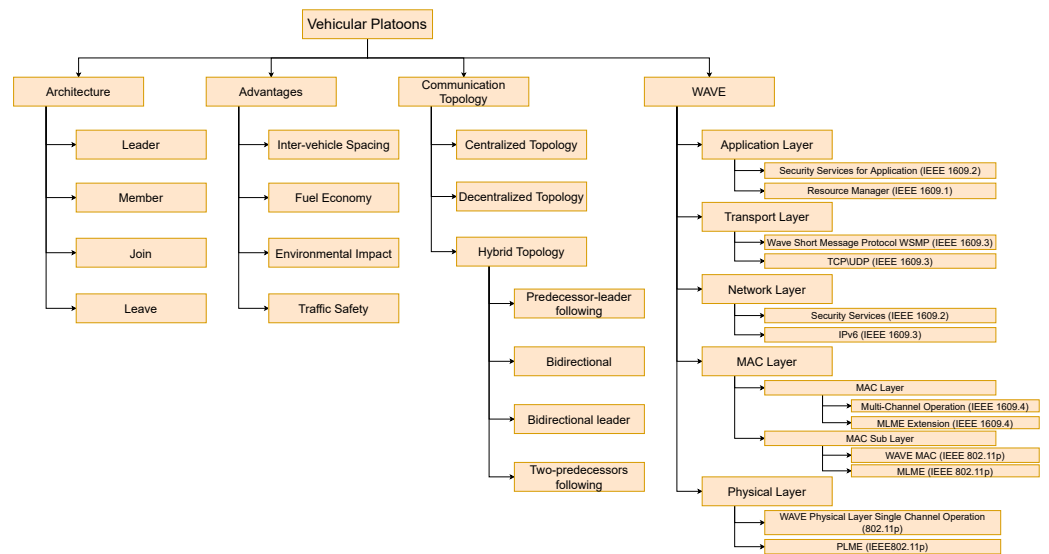 Vehicular Platoons
Architecture
Leader
Member
Join
Leave
Advantages
Inter-vehicle Spacing
Fuel Economy
Environmental Impact
Traffic Safety
Communication
Topology
Centralized Topology
Decentralized Topology
Hybrid Topology
Predecessor-leader
following
Bidirectional
Bidirectional leader
Two-predecessors
following
WAVE
Application Layer
Security Services for Application (IEEE 1609.2)
Resource Manager (IEEE 1609.1)
Transport Layer
Wave Short Message Protocol WSMP (IEEE 1609.3)
TCP\UDP (IEEE 1609.3)
Network Layer
Security Services (IEEE 1609.2)
IPv6 (IEEE 1609.3)
MAC Layer
MAC Layer
Multi-Channel Operation (IEEE 1609.4)
MLME Extension (IEEE 1609.4)
MAC Sub Layer
WAVE MAC (IEEE 802.11p)
MLME (IEEE 802.11p)
Physical Layer
WAVE Physical Layer Single Channel Operation
(802.11p)
PLME (IEEE802.11p)